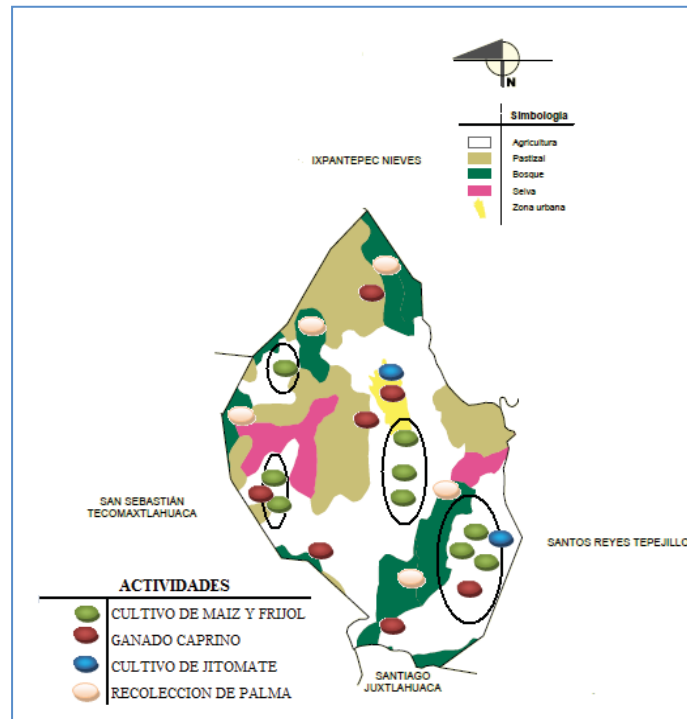 N
Simbología
Agricultura
Pastizal
Bosque
Selva
Zona urbana
IXPANTEPEC NIEVES
SAN SEBASTIÁN
TECOMAXTLAHUACA
SANTOS REYES TEPEJILLO
ACTIVIDADES
CULTIVO DE MAIZ Y FRIJOL
GANADO CAPRINO
CULTIVO DE JITOMATE
RECOLECCION DE PALMA
SANTIAGO
JUXTLAHUACA